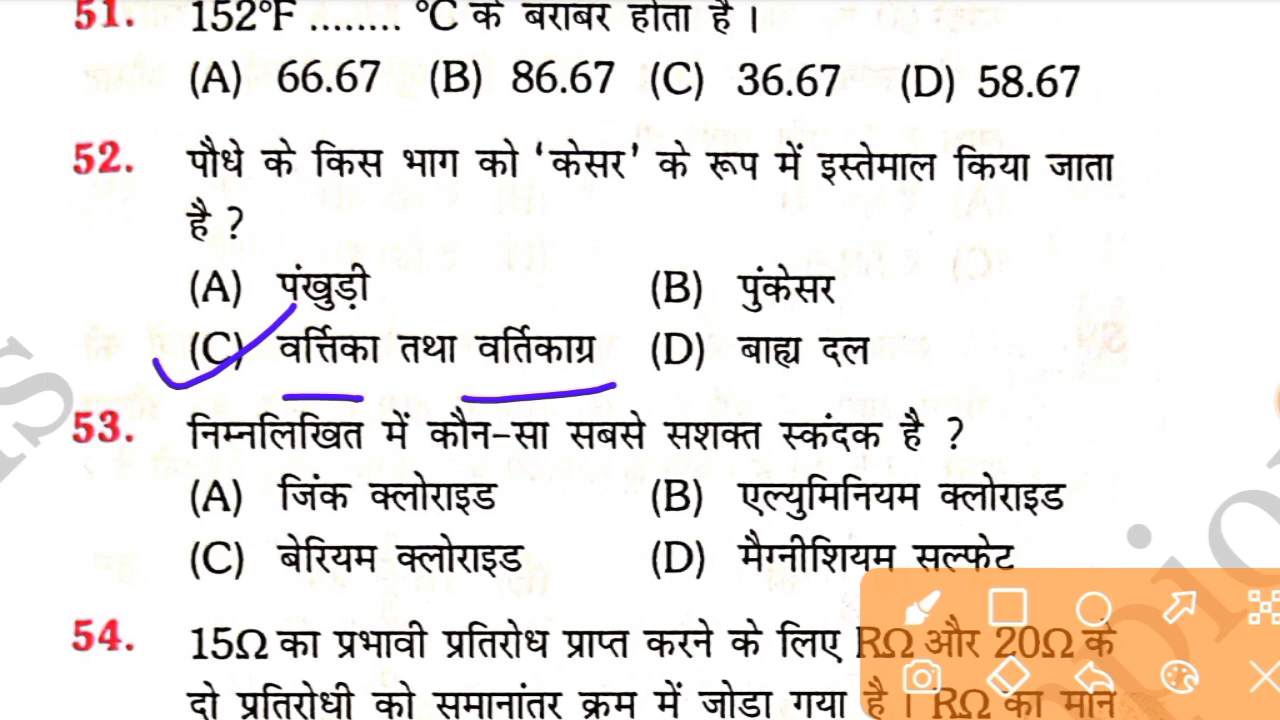 51. 152°F ........ °C के बराबर होता है ।
(A) 66.67 (B) 86.67 (C) 36.67 (D) 58.67
52. पौधे के किस भाग को ‘केसर’ के रूप में इस्तेमाल किया जाता
है ?
(A) पंखुड़ी (B) पुंकेसर
(C) वर्त्तिका तथा वर्तिकाग्र (D) बाह्य दल
53. निम्नलिखित में कौन-सा सबसे सशक्त स्कंदक है ?
(A) जिंक क्लोराइड (B) एल्युमिनियम क्लोराइड
(C) बेरियम क्लोराइड (D) मैग्नीशियम सल्फेट
54. 15Ω का प्रभावी प्रतिरोध प्राप्त करने के लिए RΩ और 20Ω के
दो प्रतिरोधी को समानांतर क्रम में जोडा गया है । RΩ का मान